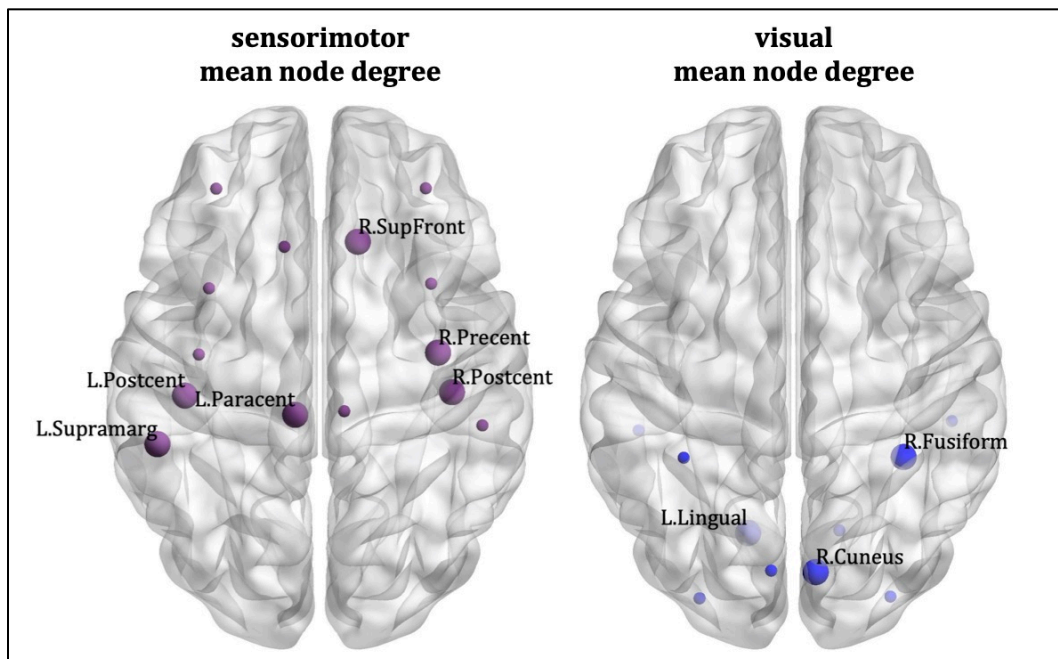 sensorimotor
mean node degree
R.SupFront
R.Precent
L.Postcent
R.Postcent
L.Paracent
L.Supramarg
visual
mean node degree
R.Fusiform
L.Lingual
R.Cuneus